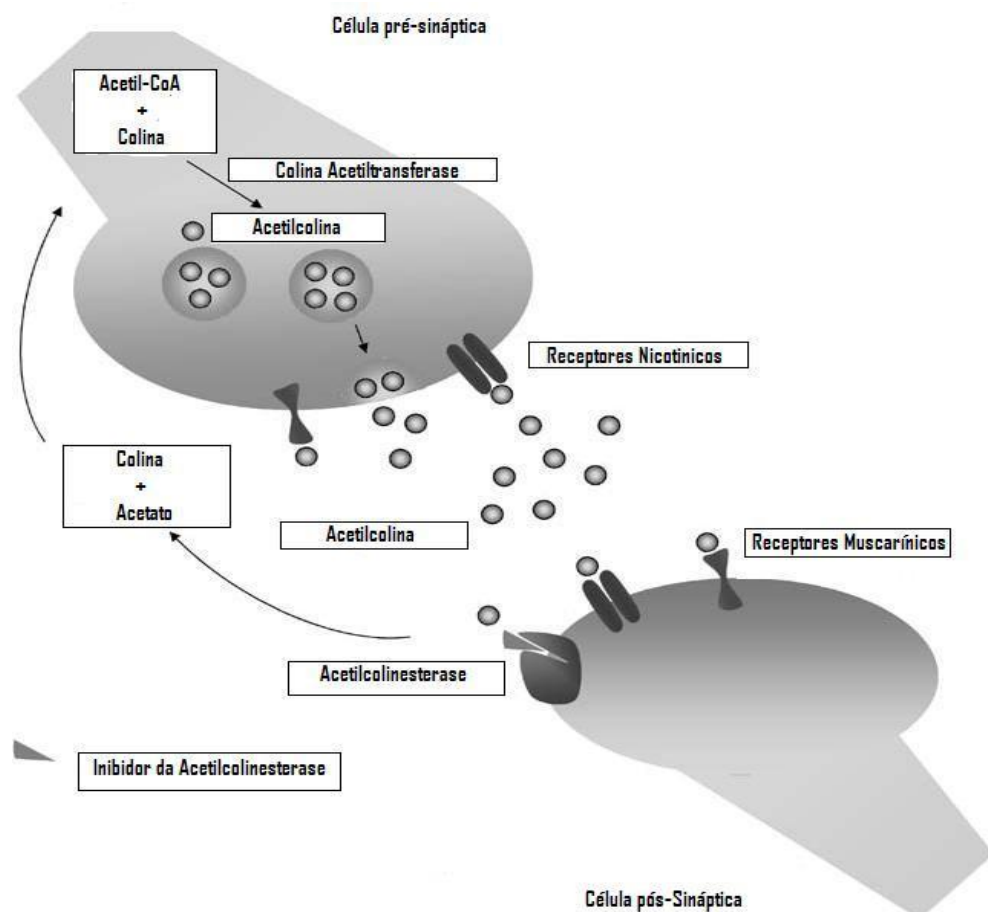 Célula pré-sináptica
Acetil-CoA
+
Colina
Colina Acetiltransferase
Acetilcolina
Receptores Nicotinicos
Colina
+
Acetato
Acetilcolina
Receptores Muscarínicos
Acetilcolinesterase
Inibidor da Acetilcolinesterase
Célula pós-Sináptica